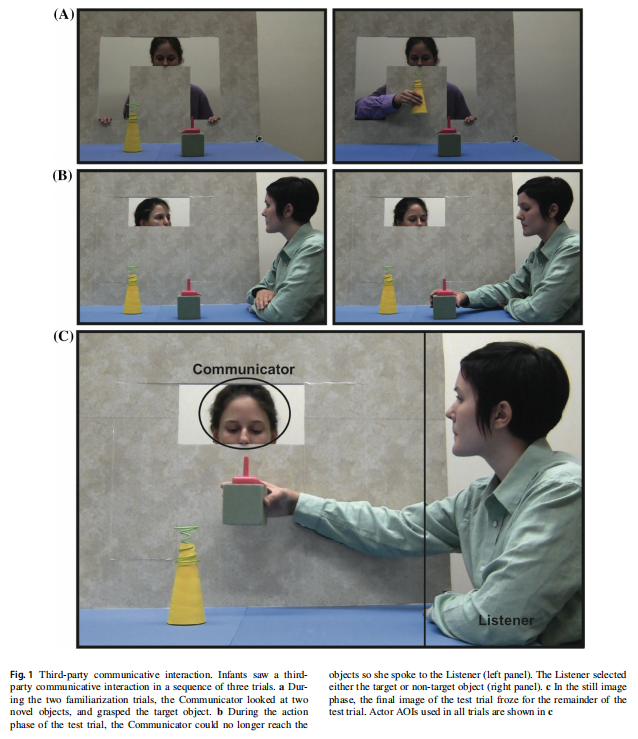 (A)
(B)
(C)
Communicator
Listener
Fig. 1 Third-party communicative interaction. Infants saw a third-
party communicative interaction in a sequence of three trials. a Dur-
ing the two familiarization trials, the Communicator looked at two
novel objects, and grasped the target object. b During the action
phase of the test trial, the Communicator could no longer reach the
objects so she spoke to the Listener (left panel). The Listener selected
either the target or non-target object (right panel). c In the still image
phase, the final image of the test trial froze for the remainder of the
test trial. Actor AOIs used in all trials are shown in c